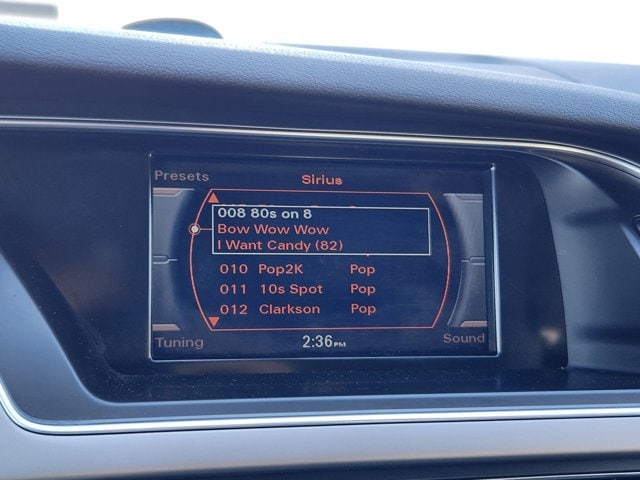 Presets Sirius
008 80s on 8
Bow Wow Wow
I Want Candy (82)
010 Pop2K Pop
011 10s Spot Pop
012 Clarkson Pop
Tuning 2:36PM Sound